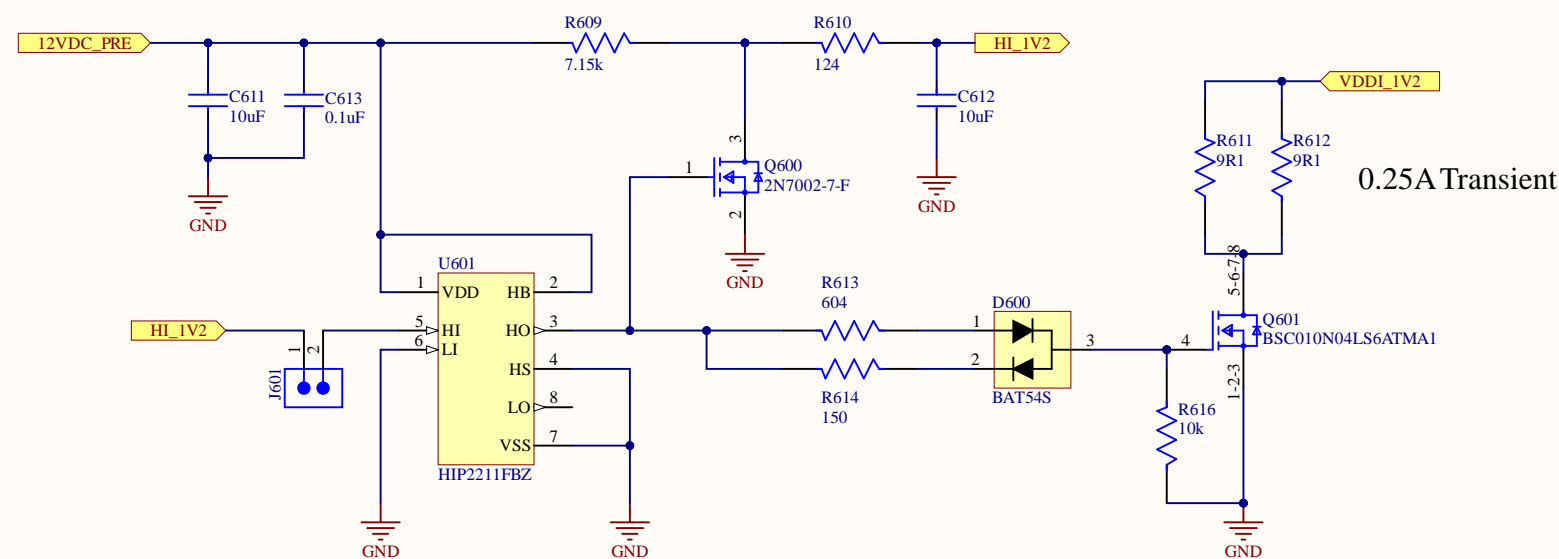 R609
R610
12VDC_PRE
HI_1V2
7.15k
124
VDDI_1V2
C611
10uF
C613
0.1uF
C612
10uF
R611
9R1
R612
9R1
0.25A Transient
3
1
Q600
2N7002-7-F
2
GND
GND
GND
U601
1
VDD
HB
2
R613
604
D600
5-6-7-8
HI_1V2
5
HI
HO
3
1
Q601
BSC010N04LS6ATMA1
6
LI
3
4
1
2
HS
4
2
J601
R614
150
BAT54S
1-2-3
LO
8
R616
10k
VSS
7
HIP2211FBZ
GND
GND
GND